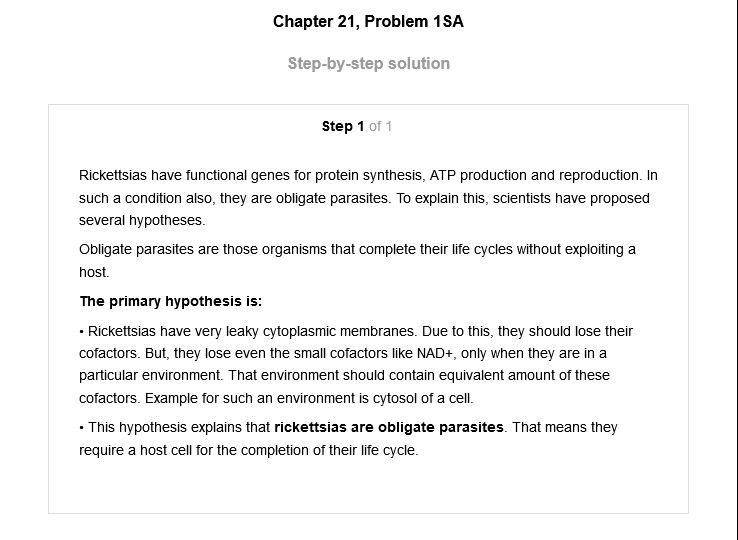 Chapter 21, Problem 1SA
Step-by-step solution
Step 1 of 1
Rickettsias have functional genes for protein synthesis, ATP production and reproduction. In
such a condition also, they are obligate parasites. To explain this, scientists have proposed
several hypotheses.
Obligate parasites are those organisms that complete their life cycles without exploiting a
host.
The primary hypothesis is:
• Rickettsias have very leaky cytoplasmic membranes. Due to this, they should lose their
cofactors. But, they lose even the small cofactors like NAD+, only when they are in a
particular environment. That environment should contain equivalent amount of these
cofactors. Example for such an environment is cytosol of a cell.
• This hypothesis explains that rickettsias are obligate parasites. That means they
require a host cell for the completion of their life cycle.